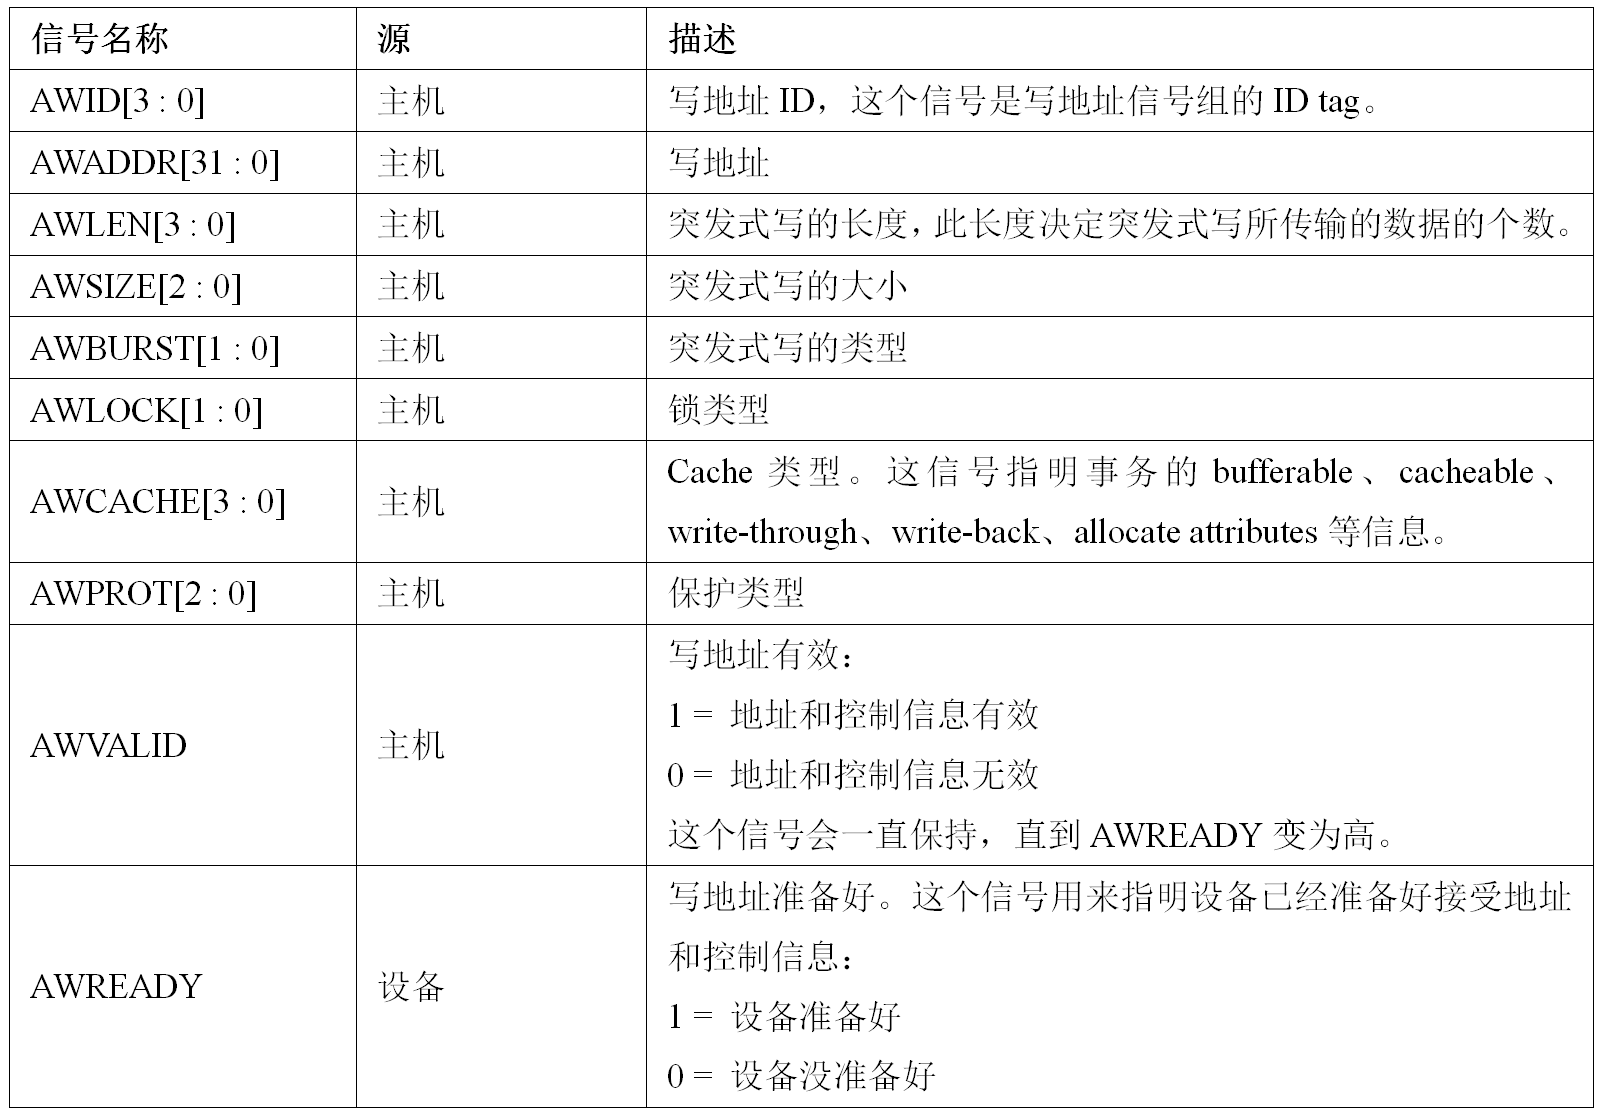 信号名称 源 描述
AWID[3 : 0] 主机 写地址 ID，这个信号是写地址信号组的 ID tag。
AWADDR[31 : 0] 主机 写地址
AWLEN[3 : 0] 主机 突发式写的长度，此长度决定突发式写所传输的数据的个数。
AWSIZE[2 : 0] 主机 突发式写的大小
AWBURST[1 : 0] 主机 突发式写的类型
AWLOCK[1 : 0] 主机 锁类型
AWCACHE[3 : 0] 主机 Cache 类型。这信号指明事务的 bufferable、cacheable、
write-through、write-back、allocate attributes 等信息。
AWPROT[2 : 0] 主机 保护类型
AWVALID 主机 写地址有效：
1 = 地址和控制信息有效
0 = 地址和控制信息无效
这个信号会一直保持，直到 AWREADY 变为高。
AWREADY 设备 写地址准备好。这个信号用来指明设备已经准备好接受地址
和控制信息：
1 = 设备准备好
0 = 设备没准备好